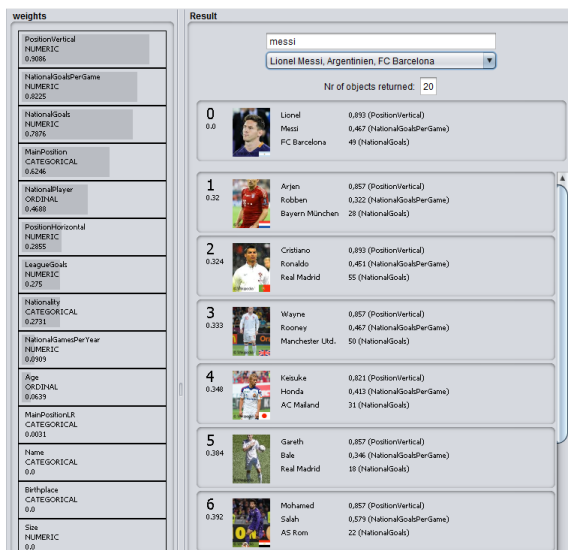 weights
PositionVertical
NUMERIC
0.9086
NationalGoalsPerGame
NUMERIC
0.8225
NationalGoals
NUMERIC
0.7876
MainPosition
CATEGORICAL
0.6246
NationalPlayer
ORDINAL
0.4688
PositionHorizontal
NUMERIC
0.2855
LeagueGoals
NUMERIC
0.275
Nationality
CATEGORICAL
0.2731
NationalGamesPerYear
NUMERIC
0.0909
Age
ORDINAL
0.0639
MainPositionLR
CATEGORICAL
0.0031
Name
CATEGORICAL
0.0
Birthplace
CATEGORICAL
0.0
Size
NUMERIC
0.0
Result
messi
Lionel Messi, Argentinien, FC Barcelona
Nr of objects returned: 20
0
0.0
Lionel 0,893 (PositionVertical)
Messi 0,467 (NationalGoalsPerGame)
FC Barcelona 49 (NationalGoals)
1
0.32
Arjen 0,857 (PositionVertical)
Robben 0,322 (NationalGoalsPerGame)
Bayern München 28 (NationalGoals)
2
0.324
Cristiano 0,893 (PositionVertical)
Ronaldo 0,451 (NationalGoalsPerGame)
Real Madrid 55 (NationalGoals)
3
0.333
Wayne 0,857 (PositionVertical)
Rooney 0,467 (NationalGoalsPerGame)
Manchester Utd. 50 (NationalGoals)
4
0.348
Keisuke 0,821 (PositionVertical)
Honda 0,413 (NationalGoalsPerGame)
AC Mailand 31 (NationalGoals)
5
0.384
Gareth 0,857 (PositionVertical)
Bale 0,346 (NationalGoalsPerGame)
Real Madrid 18 (NationalGoals)
6
0.392
Mohamed 0,857 (PositionVertical)
Salah 0,579 (NationalGoalsPerGame)
AS Rom 22 (NationalGoals)